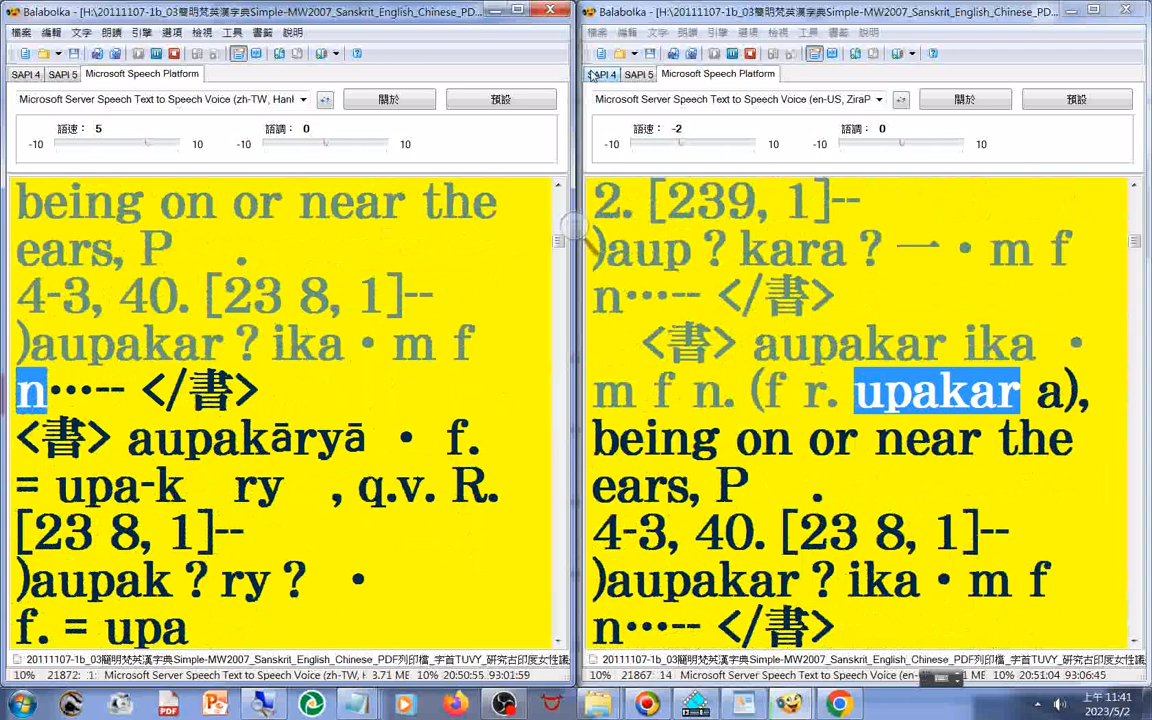 Balabolka - [H:\20111107-1b_03簡明梵英漢字典Simple-MW2007_Sanskrit_English_Chinese_PD...
檔案 編輯 文字 朗讀 引擎 選項 檢視 工具 書籤 說明
SAPI 4 SAPI 5 Microsoft Speech Platform
Microsoft Server Speech Text to Speech Voice (zh-TW, Hanl
關於 預設
語速： 5 語調： 0
-10 10 -10 10
being on or near the
ears, P .
4-3, 40. [23 8, 1]--
)aupakar？ika・m f
n…-- </書>
<書> aupakāryā ・ f.
= upa-k ry , q.v. R.
[23 8, 1]--
)aupak？ry？ ・
f. = upa
20111107-1b_03簡明梵英漢字典Simple-MW2007_Sanskrit_English_Chinese_PDF列印檔_字首TUVY_研究古印度女性議
10% 21872: :1: Microsoft Server Speech Text to Speech Voice (zh-TW, H 3.71 ME 10% 20:50:55_93:01:59
Balabolka - [H:\20111107-1b_03簡明梵英漢字典Simple-MW2007_Sanskrit_English_Chinese_PD...
檔案 編輯 文字 朗讀 引擎 選項 檢視 工具 書籤 說明
SAPI 4 SAPI 5 Microsoft Speech Platform
Microsoft Server Speech Text to Speech Voice (en-US, ZiraP
關於 預設
語速： -2 語調： 0
-10 10 -10 10
2. [239, 1]--
)aup？kara？一・m f
n…-- </書>
<書> aupakar ika ・
m f n. (f r. upakar a),
being on or near the
ears, P .
4-3, 40. [23 8, 1]--
)aupakar？ika・m f
n…-- </書>
20111107-1b_03簡明梵英漢字典Simple-MW2007_Sanskrit_English_Chinese_PDF列印檔_字首TUVY_研究古印度女性議
10% 21867: 14 Microsoft Server Speech Text to Speech Voice (en- ME 10% 20:51:04_93:06:45
上午 11:41
2023/5/2